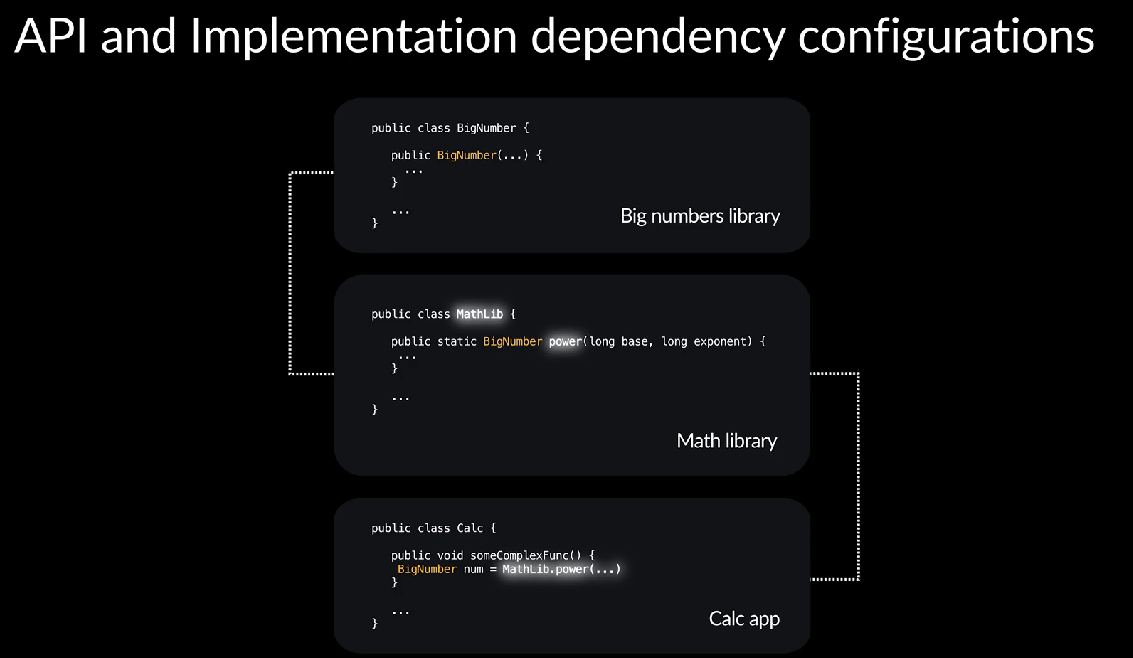 API and Implementation dependency configurations
public class BigNumber {
public BigNumber(...) {
...
}
...
}
Big numbers library
public class MathLib {
public static BigNumber power(long base, long exponent) {
...
}
...
}
Math library
public class Calc {
public void someComplexFunc() {
BigNumber num = MathLib.power(...)
}
...
}
Calc app